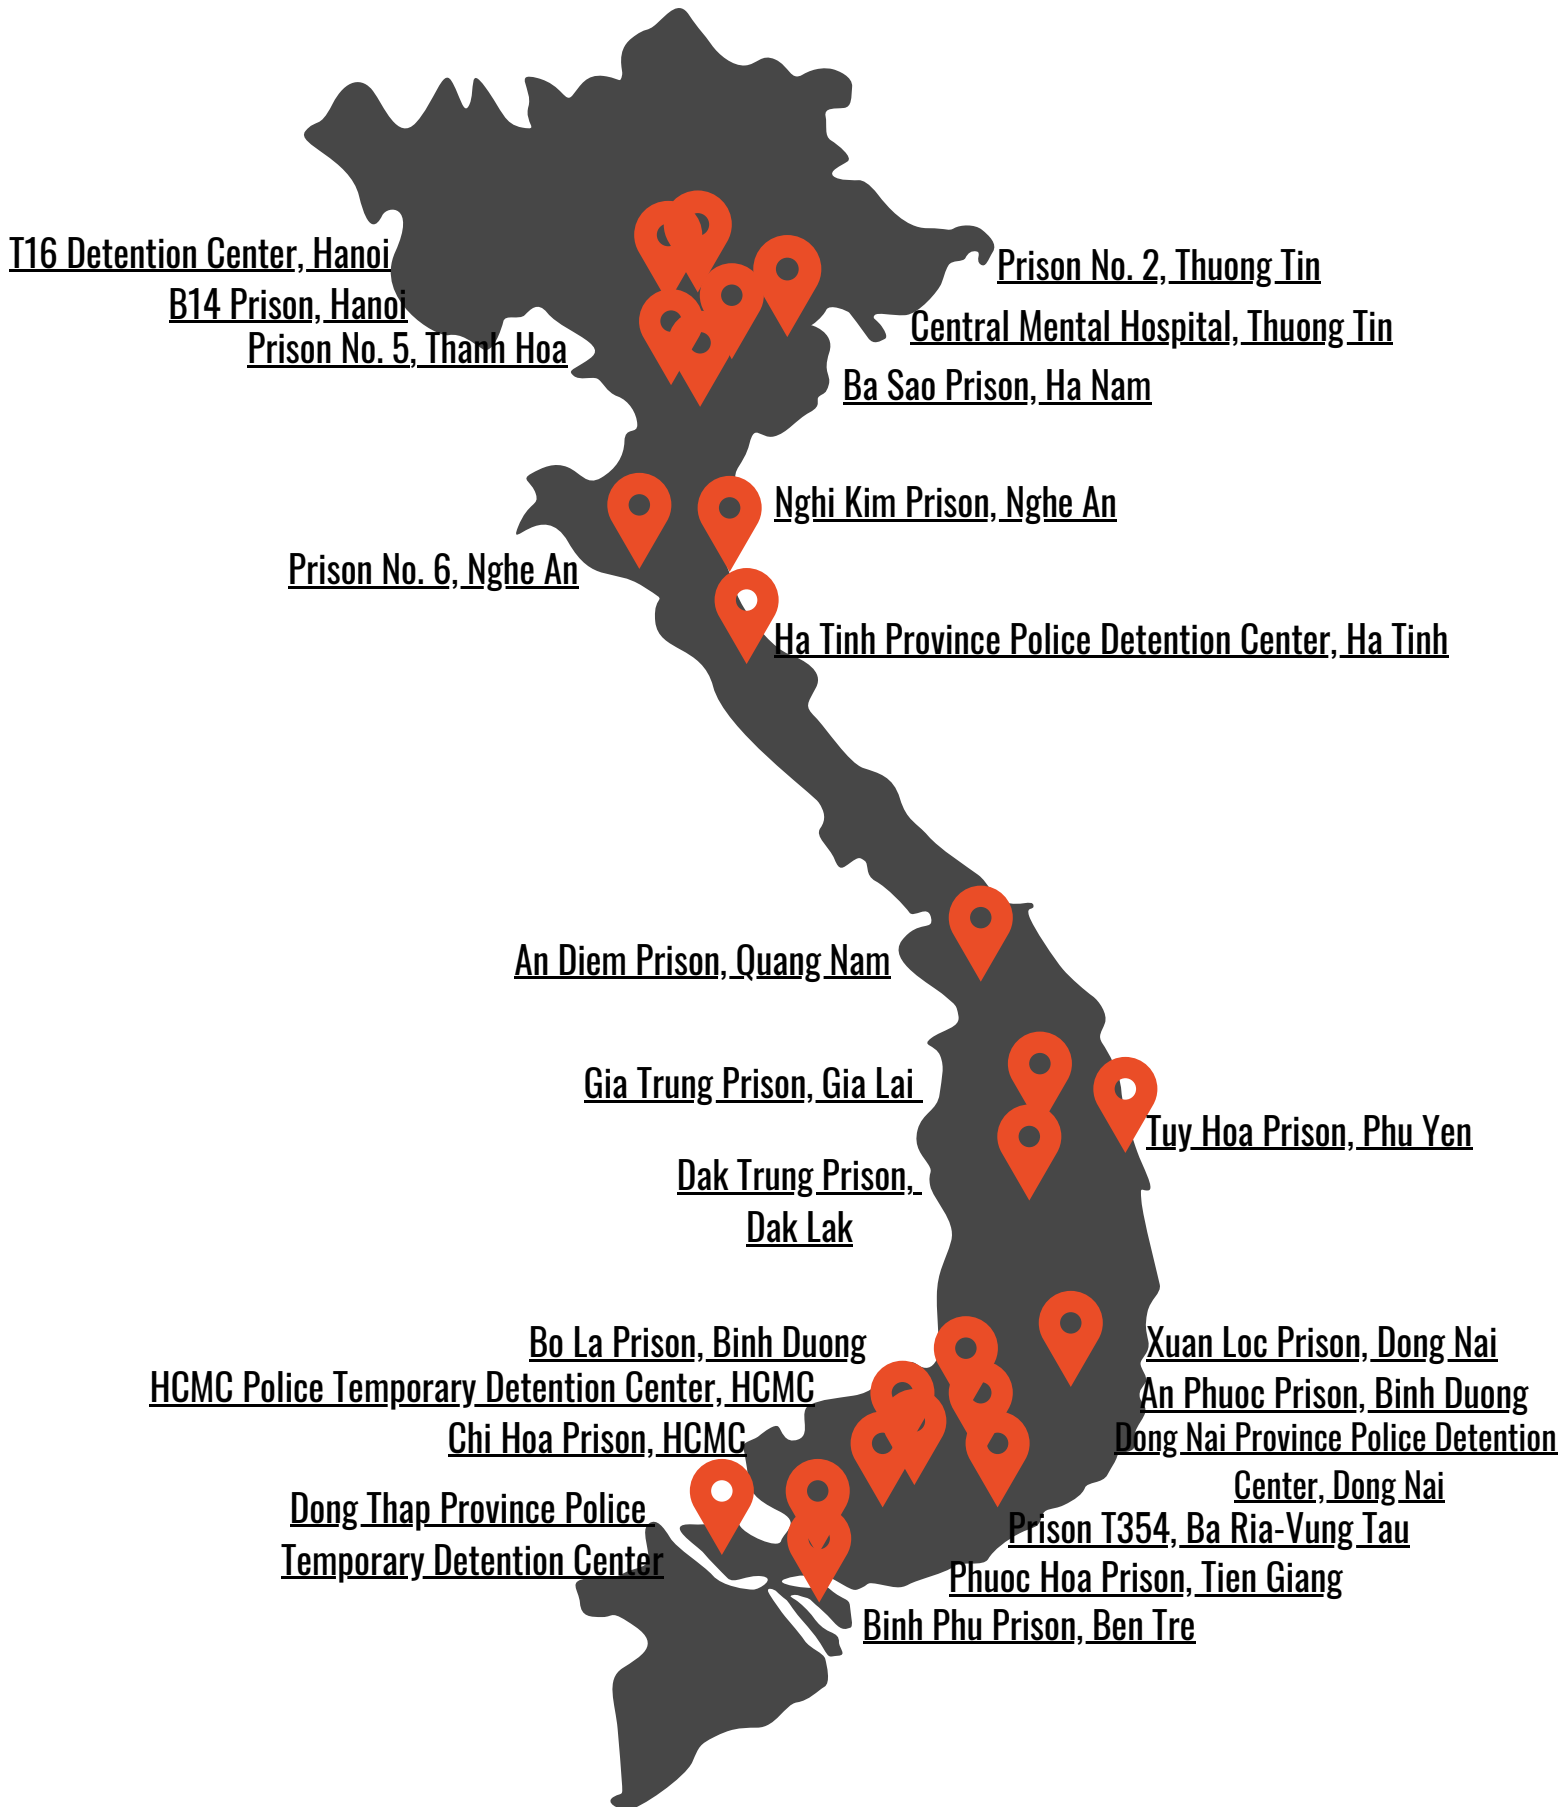 T16 Detention Center, Hanoi
Prison No. 2, Thuong Tin
B14 Prison, Hanoi
Central Mental Hospital, Thuong Tin
Prison No. 5, Thanh Hoa
Ba Sao Prison, Ha Nam
Nghi Kim Prison, Nghe An
Prison No. 6, Nghe An
Ha Tinh Province Police Detention Center, Ha Tinh
An Diem Prison, Quang Nam
Gia Trung Prison, Gia Lai
Tuy Hoa Prison, Phu Yen
Dak Trung Prison,
Dak Lak
Bo La Prison, Binh Duong
Xuan Loc Prison, Dong Nai
HCMC Police Temporary Detention Center, HCMC
An Phuoc Prison, Binh Duong
Chi Hoa Prison, HCMC
Dong Nai Province Police Detention
Center, Dong Nai
Dong Thap Province Police
Temporary Detention Center
Prison T354, Ba Ria-Vung Tau
Phuoc Hoa Prison, Tien Giang
Binh Phu Prison, Ben Tre